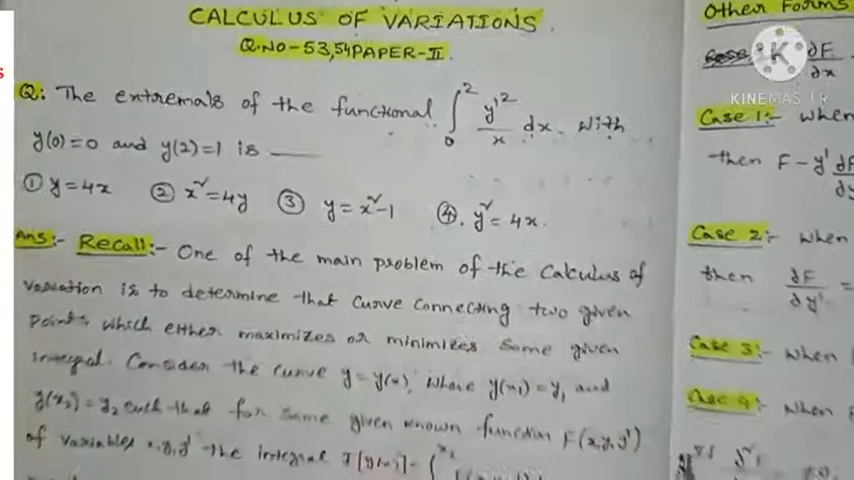 CALCULUS OF VARIATIONS
Q.NO-53,54 PAPER-II.
Q: The extremals of the functional ∫₀² y'²/x dx. with
y(0)=0 and y(2)=1 is ___
① y=4x ② x²=4y ③ y=x²-1 ④. y²=4x.
Ans:- Recall:- One of the main problem of the Calculus of
Variation is to determine that curve connecting two given
Points which either maximizes or minimizes some given
integral. Consider the curve y=y(x), where y(x₁)=y₁ and
y(x₂)=y₂ such that for some given known function F(x,y,y')
of variables x,y,y' the integral I[y(x)]=∫
Other Forms
∂F/∂x
K
KINEMASTER
Case 1:- When
then F-y'∂F/∂y
Case 2:- When
then ∂F/∂y' =
Case 3:- When
Case 4:- When